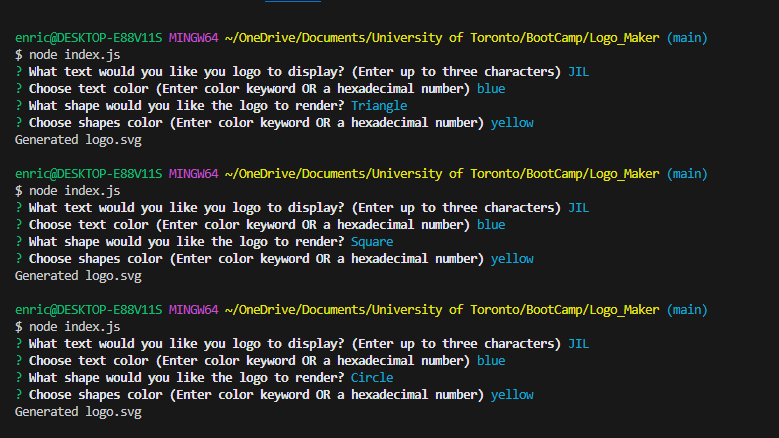 enric@DESKTOP-E88V11S MINGW64 ~/OneDrive/Documents/University of Toronto/BootCamp/Logo_Maker (main)
$ node index.js
? What text would you like you logo to display? (Enter up to three characters) JIL
? Choose text color (Enter color keyword OR a hexadecimal number) blue
? What shape would you like the logo to render? Triangle
? Choose shapes color (Enter color keyword OR a hexadecimal number) yellow
Generated logo.svg
enric@DESKTOP-E88V11S MINGW64 ~/OneDrive/Documents/University of Toronto/BootCamp/Logo_Maker (main)
$ node index.js
? What text would you like you logo to display? (Enter up to three characters) JIL
? Choose text color (Enter color keyword OR a hexadecimal number) blue
? What shape would you like the logo to render? Square
? Choose shapes color (Enter color keyword OR a hexadecimal number) yellow
Generated logo.svg
enric@DESKTOP-E88V11S MINGW64 ~/OneDrive/Documents/University of Toronto/BootCamp/Logo_Maker (main)
$ node index.js
? What text would you like you logo to display? (Enter up to three characters) JIL
? Choose text color (Enter color keyword OR a hexadecimal number) blue
? What shape would you like the logo to render? Circle
? Choose shapes color (Enter color keyword OR a hexadecimal number) yellow
Generated logo.svg